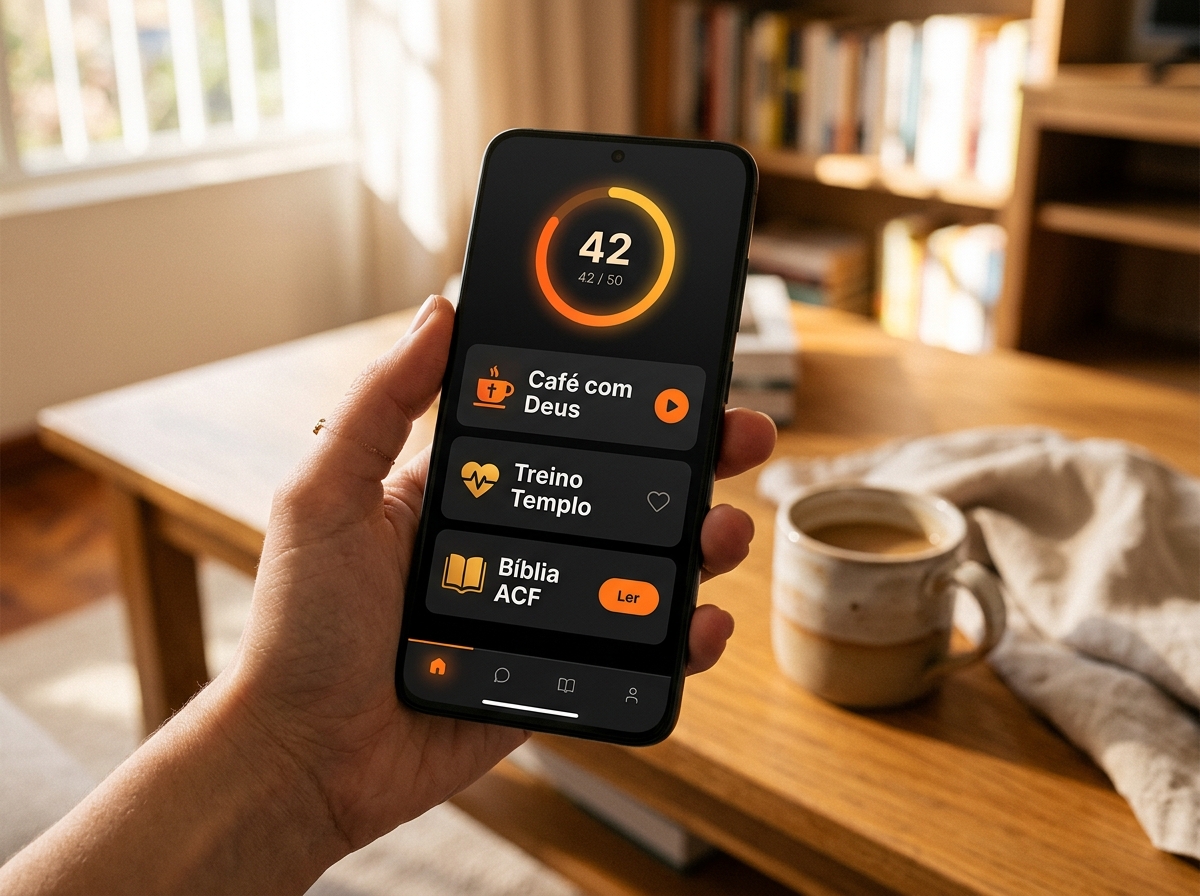 42
42 / 50
Café com
Deus
Treino
Templo
Bíblia
ACF
Ler